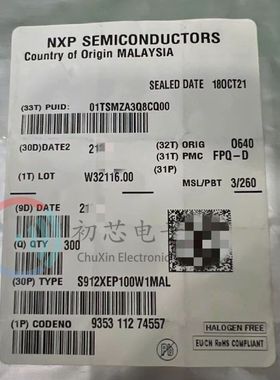 NXP SEMICONDUCTORS
Country of Origin MALAYSIA
SEALED DATE 18OCT21
(33T) PUID: 01TSMZA3Q8CQ00
(30D)DATE2 21
(32T) ORIG 0640
(31T) PMC FPQ-D
(1T) LOT W32116.00
(31P)
MSL/PBT 3/260
(9D) DATE 21
(Q) QTY 300
初芯电子
ChuXin Electronic
(30P) TYPE S912XEP100W1MAL
(1P) CODENO 9353 112 74557
HALOGEN FREE
EU/CN RoHS COMPLIANT
Pb